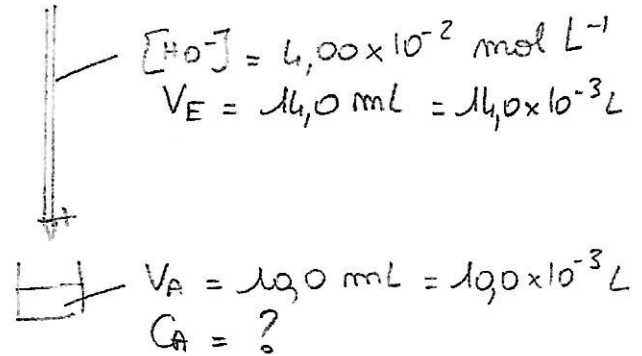 [HO⁻] = 4,00×10⁻² mol L⁻¹
V_E = 14,0 mL = 14,0×10⁻³ L
V_A = 10,0 mL = 10,0×10⁻³ L
C_A = ?